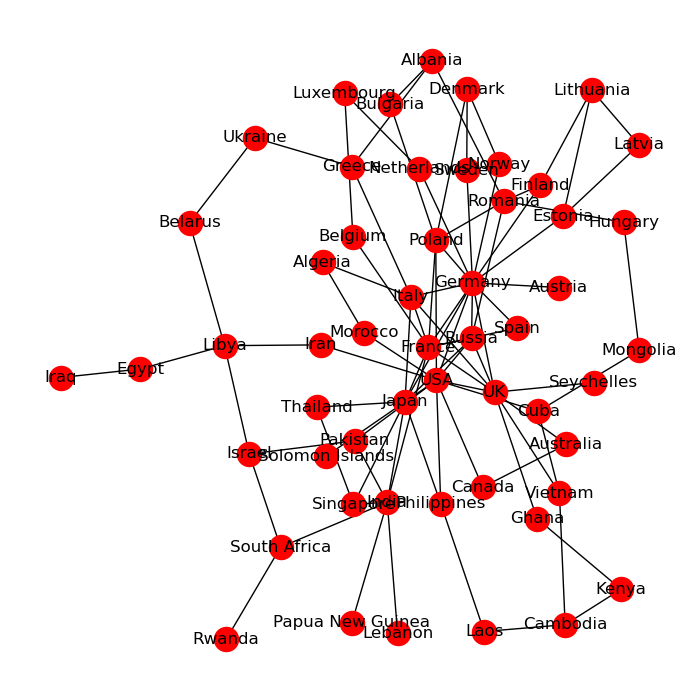 Albania
Luxembourg
Bulgaria
Denmark
Lithuania
Ukraine
Latvia
Greece
Netherlands
Sweden
Norway
Finland
Romania
Belarus
Estonia
Hungary
Belgium
Poland
Algeria
Germany
Austria
Italy
Morocco
Russia
Spain
Libya
Iran
France
Mongolia
Egypt
Iraq
USA
Seychelles
UK
Thailand
Japan
Cuba
Pakistan
Australia
Israel
Solomon Islands
Canada
Vietnam
Singapore
India
Philippines
Ghana
South Africa
Kenya
Papua New Guinea
Cambodia
Lebanon
Laos
Rwanda